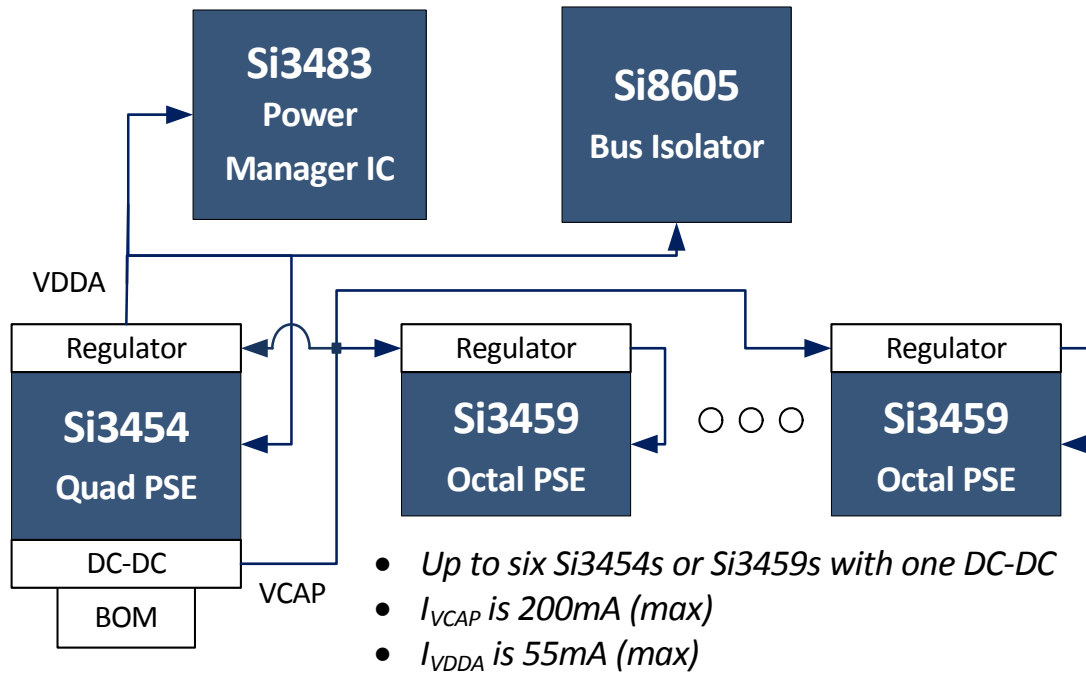 Si3483
Power
Manager IC
Si8605
Bus Isolator
VDDA
Regulator
Si3454
Quad PSE
DC-DC
BOM
VCAP
Regulator
Si3459
Octal PSE
Regulator
Si3459
Octal PSE
• Up to six Si3454s or Si3459s with one DC-DC
• IVCAP is 200mA (max)
• IVDDA is 55mA (max)